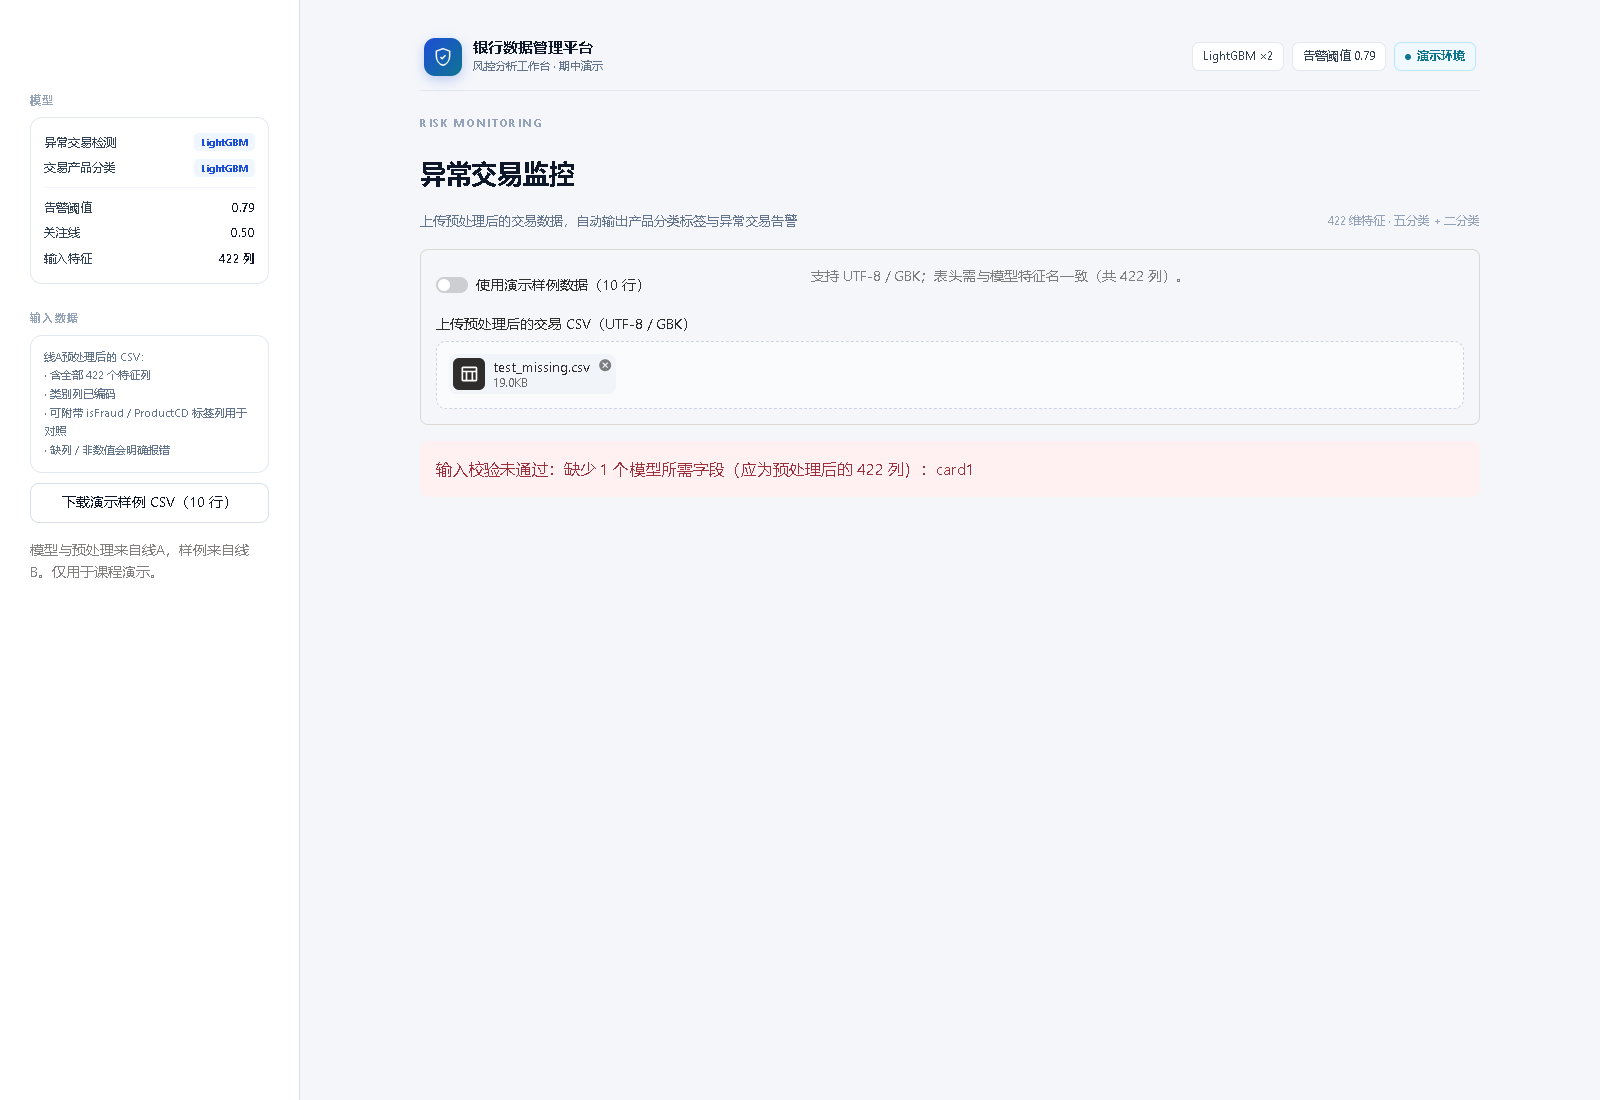 模型
异常交易检测 LightGBM
交易产品分类 LightGBM
告警阈值 0.79
关注线 0.50
输入特征 422 列
输入数据
线A预处理后的 CSV:
· 含全部 422 个特征列
· 类别列已编码
· 可附带 isFraud / ProductCD 标签列用于
对照
· 缺列 / 非数值会明确报错
下载演示样例 CSV（10 行）
模型与预处理来自线A，样例来自线
B。仅用于课程演示。
银行数据管理平台
风控分析工作台 · 期中演示
LightGBM ×2
告警阈值 0.79
● 演示环境
RISK MONITORING
异常交易监控
上传预处理后的交易数据，自动输出产品分类标签与异常交易告警
422 维特征 · 五分类 + 二分类
使用演示样例数据（10 行）
支持 UTF-8 / GBK；表头需与模型特征名一致（共 422 列）。
上传预处理后的交易 CSV（UTF-8 / GBK）
test_missing.csv
19.0KB
输入校验未通过：缺少 1 个模型所需字段（应为预处理后的 422 列）：card1